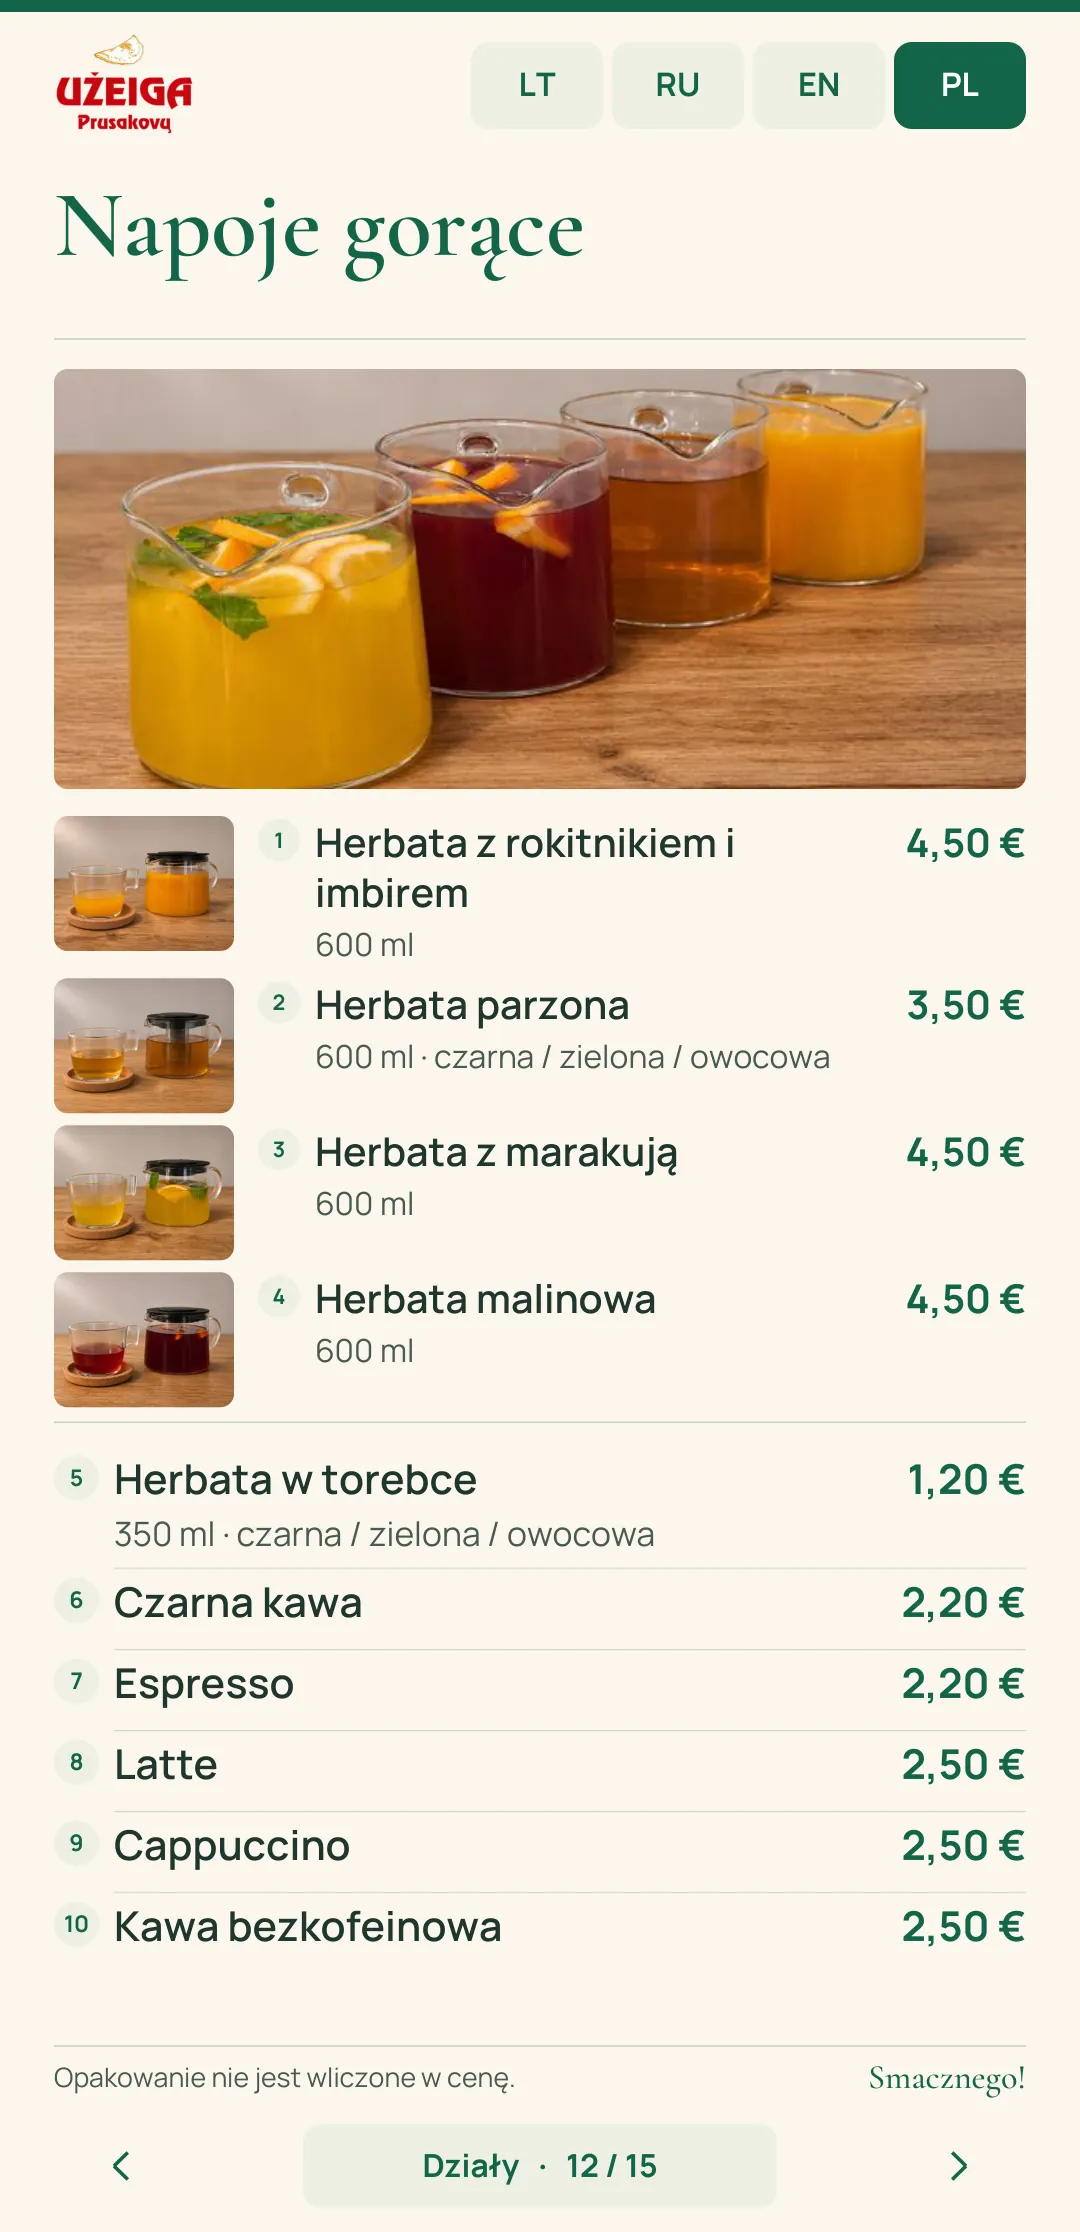 UŽEIGA
Prusakovų
LT RU EN PL
Napoje gorące
1 Herbata z rokitnikiem i imbirem 4,50 €
600 ml
2 Herbata parzona 3,50 €
600 ml · czarna / zielona / owocowa
3 Herbata z marakują 4,50 €
600 ml
4 Herbata malinowa 4,50 €
600 ml
5 Herbata w torebce 1,20 €
350 ml · czarna / zielona / owocowa
6 Czarna kawa 2,20 €
7 Espresso 2,20 €
8 Latte 2,50 €
9 Cappuccino 2,50 €
10 Kawa bezkofeinowa 2,50 €
Opakowanie nie jest wliczone w cenę. Smacznego!
Działy · 12 / 15